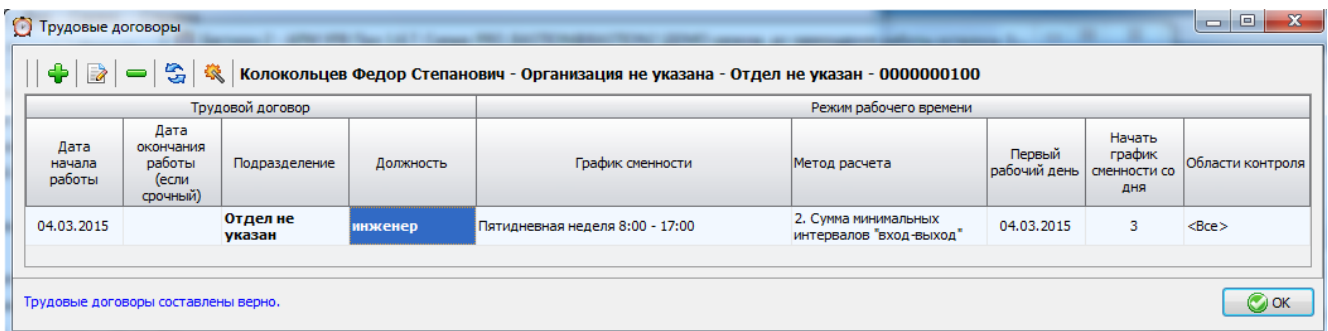 Трудовые договоры
Колокольцев Федор Степанович - Организация не указана - Отдел не указан - 0000000100
Трудовой договор
Режим рабочего времени
Дата
начала
работы
Дата
окончания
работы
(если
срочный)
Подразделение
Должность
График сменности
Метод расчета
Первый
рабочий день
Начать
график
сменности со
дня
Области контроля
04.03.2015
Отдел не
указан
инженер
Пятидневная неделя 8:00 - 17:00
2. Сумма минимальных
интервалов "вход-выход"
04.03.2015
3
<Все>
Трудовые договоры составлены верно.
ОК